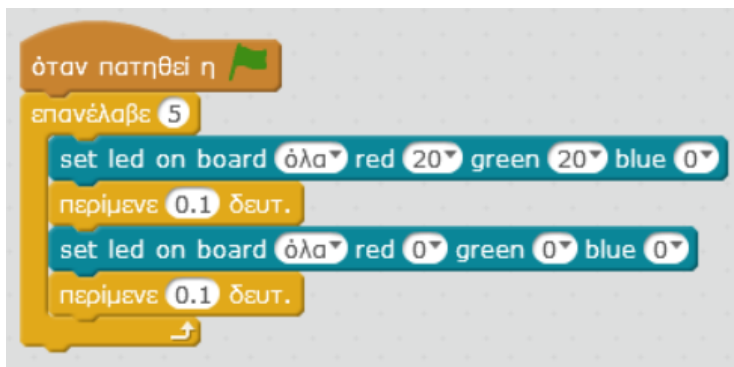 όταν πατηθεί η
επανέλαβε 5
set led on board όλα red 20 green 20 blue 0
περίμενε 0.1 δευτ.
set led on board όλα red 0 green 0 blue 0
περίμενε 0.1 δευτ.